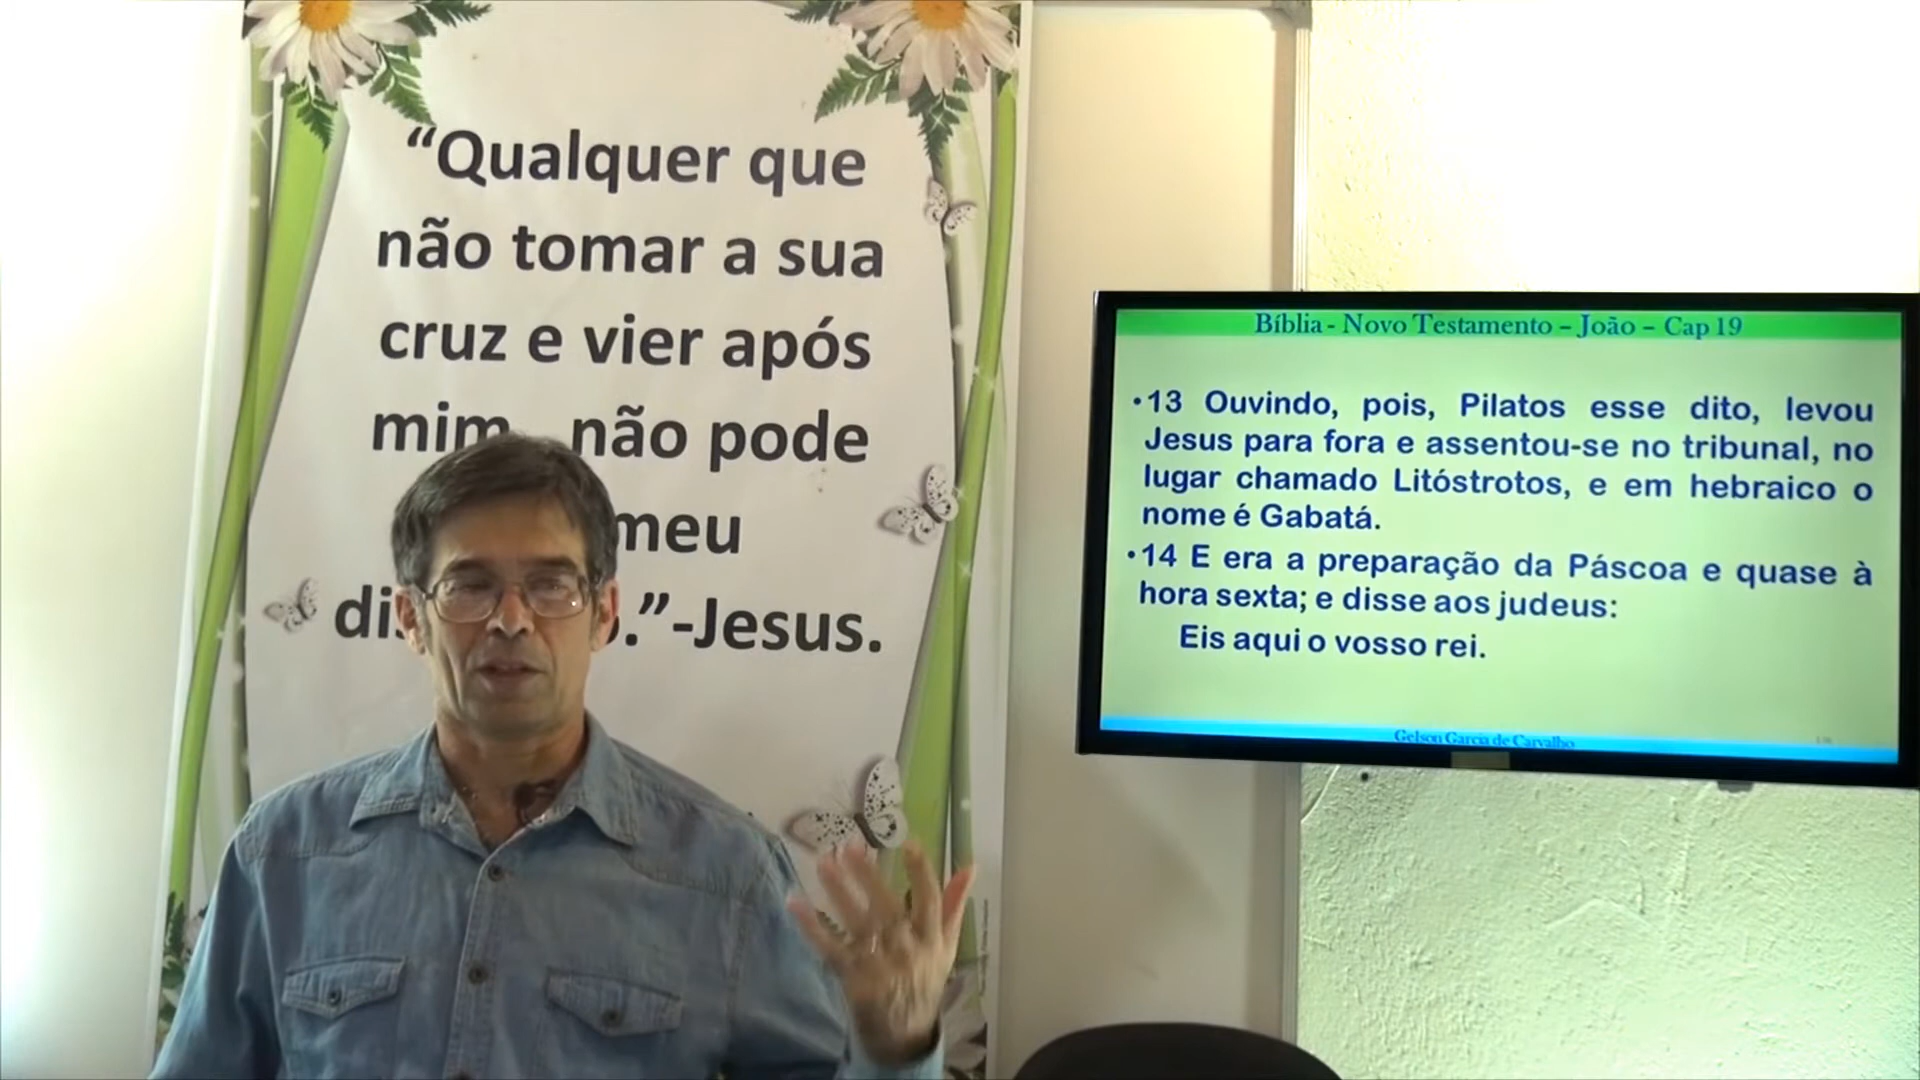 “Qualquer que
não tomar a sua
cruz e vier após
mim não pode
meu
.”-Jesus.
Bíblia - Novo Testamento – João – Cap 19
•13 Ouvindo, pois, Pilatos esse dito, levou
Jesus para fora e assentou-se no tribunal, no
lugar chamado Litóstrotos, e em hebraico o
nome é Gabatá.
•14 E era a preparação da Páscoa e quase à
hora sexta; e disse aos judeus:
Eis aqui o vosso rei.
Gelson Garcia de Carvalho